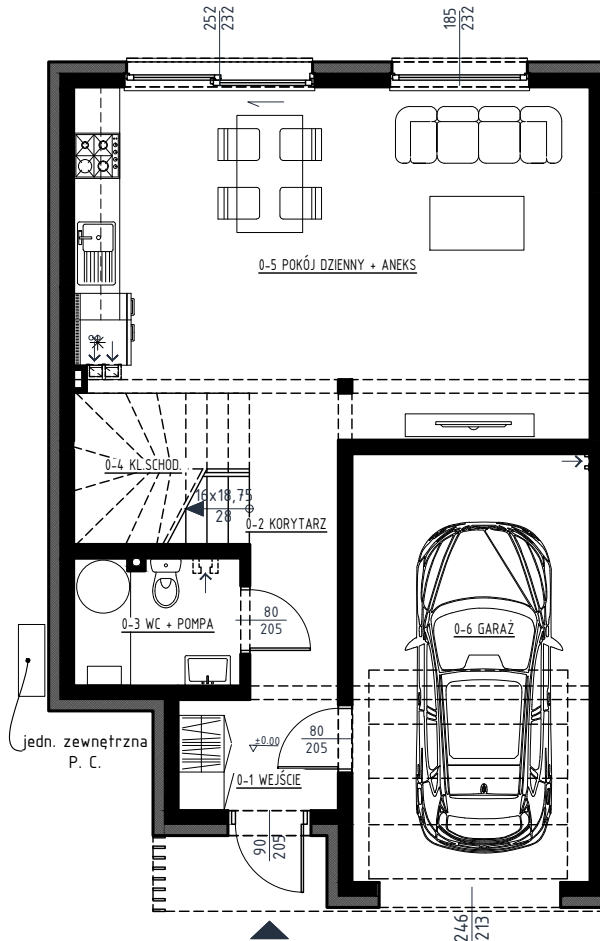 252
232
185
232
0-5 POKÓJ DZIENNY + ANEKS
0-4 KL.SCHOD.
16x18,75
28
0-2 KORYTARZ
80
205
0-3 WC + POMPA
0-6 GARAŻ
jedn. zewnętrzna
P. C.
±0.00
80
205
0-1 WEJŚCIE
90
205
246
213